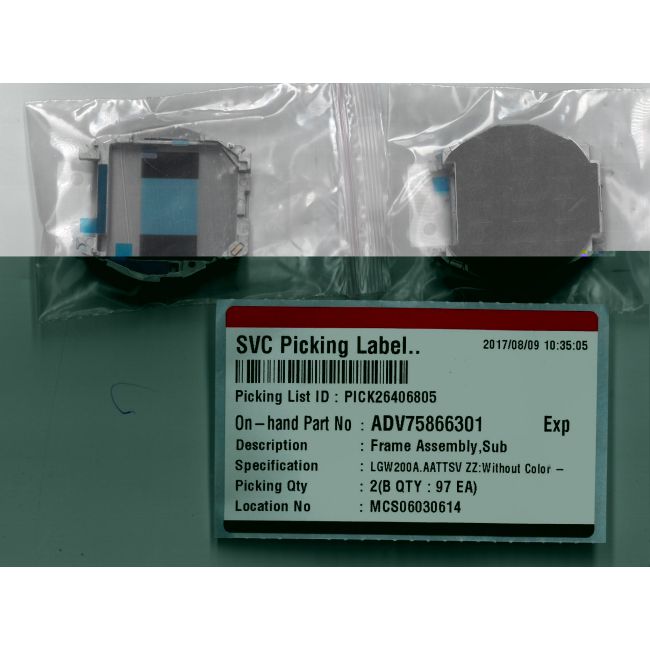 SVC Picking Label..
2017/08/09 10:35:05
Picking List ID : PICK26406805
On-hand Part No : ADV75866301 Exp
Description : Frame Assembly,Sub
Specification : LGW200A.AATTSV ZZ:Without Color -
Picking Qty : 2(B QTY : 97 EA)
Location No : MCS06030614